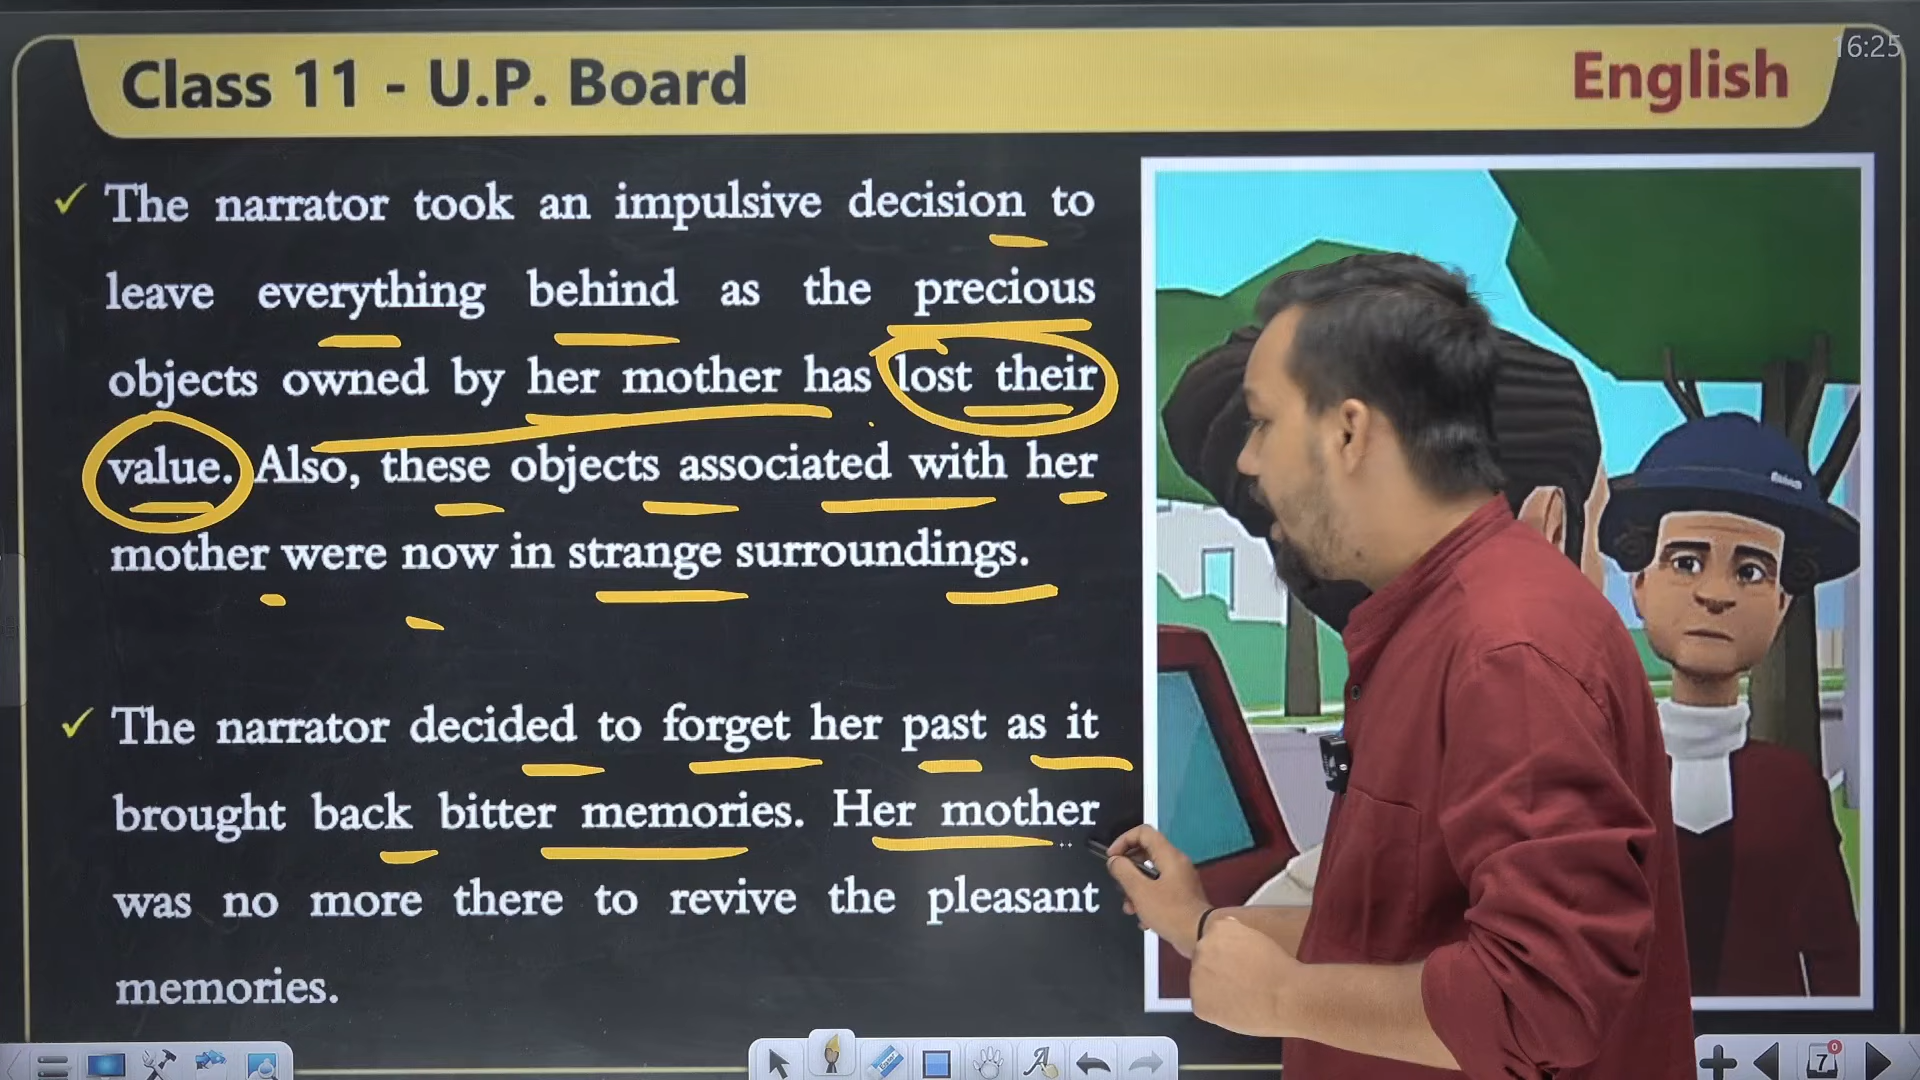 Class 11 - U.P. Board
English
16:25
The narrator took an impulsive decision to
leave everything behind as the precious
objects owned by her mother has lost their
value. Also, these objects associated with her
mother were now in strange surroundings.
The narrator decided to forget her past as it
brought back bitter memories. Her mother
was no more there to revive the pleasant
memories.
7
0